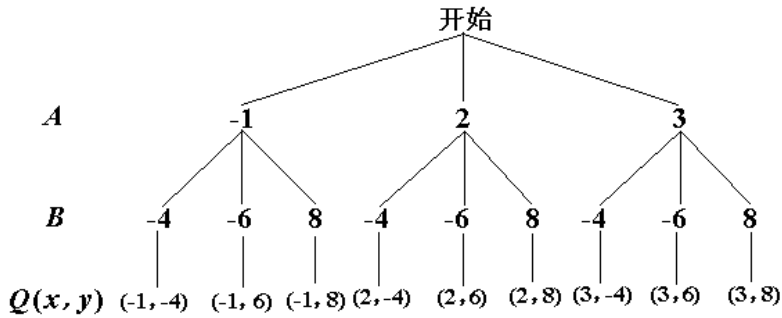 开始
A -1 2 3
B -4 -6 8 -4 -6 8 -4 -6 8
Q(x, y) (-1, -4) (-1, 6) (-1, 8) (2, -4) (2, 6) (2, 8) (3, -4) (3, 6) (3, 8)